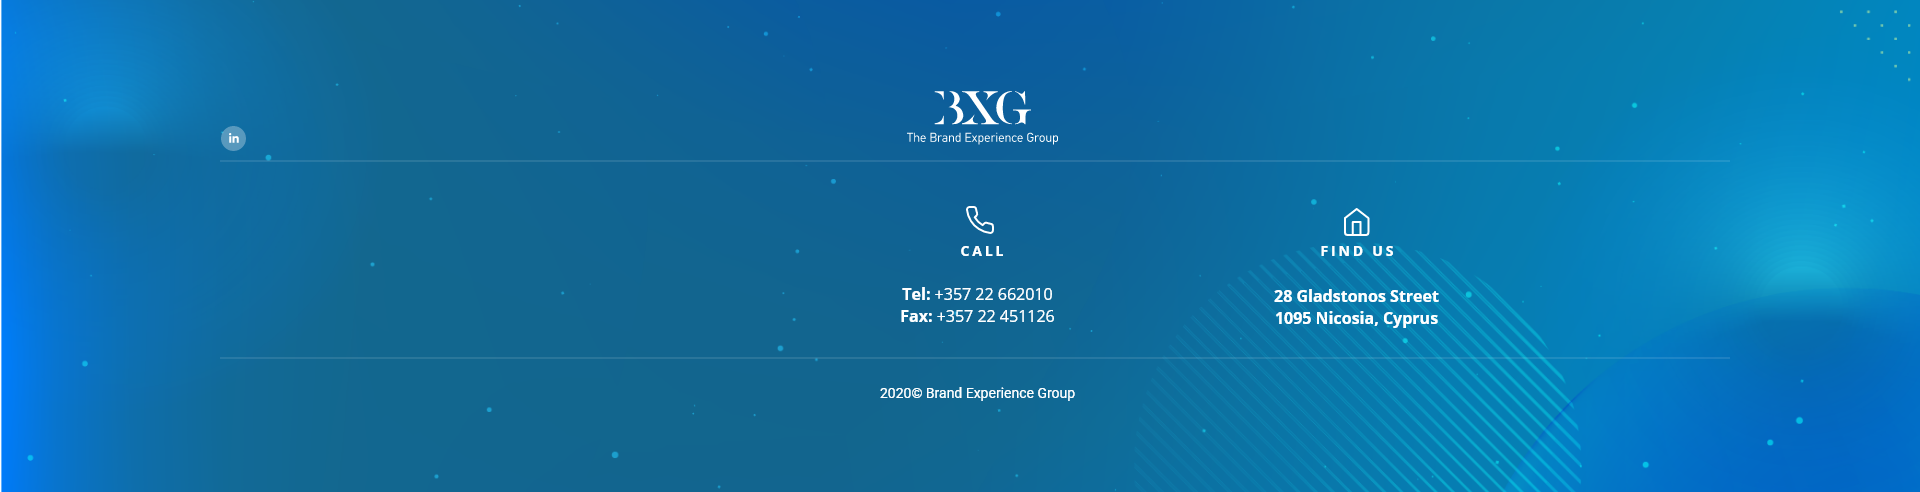 BXG
The Brand Experience Group
in
CALL
Tel: +357 22 662010
Fax: +357 22 451126
FIND US
28 Gladstonos Street
1095 Nicosia, Cyprus
2020© Brand Experience Group